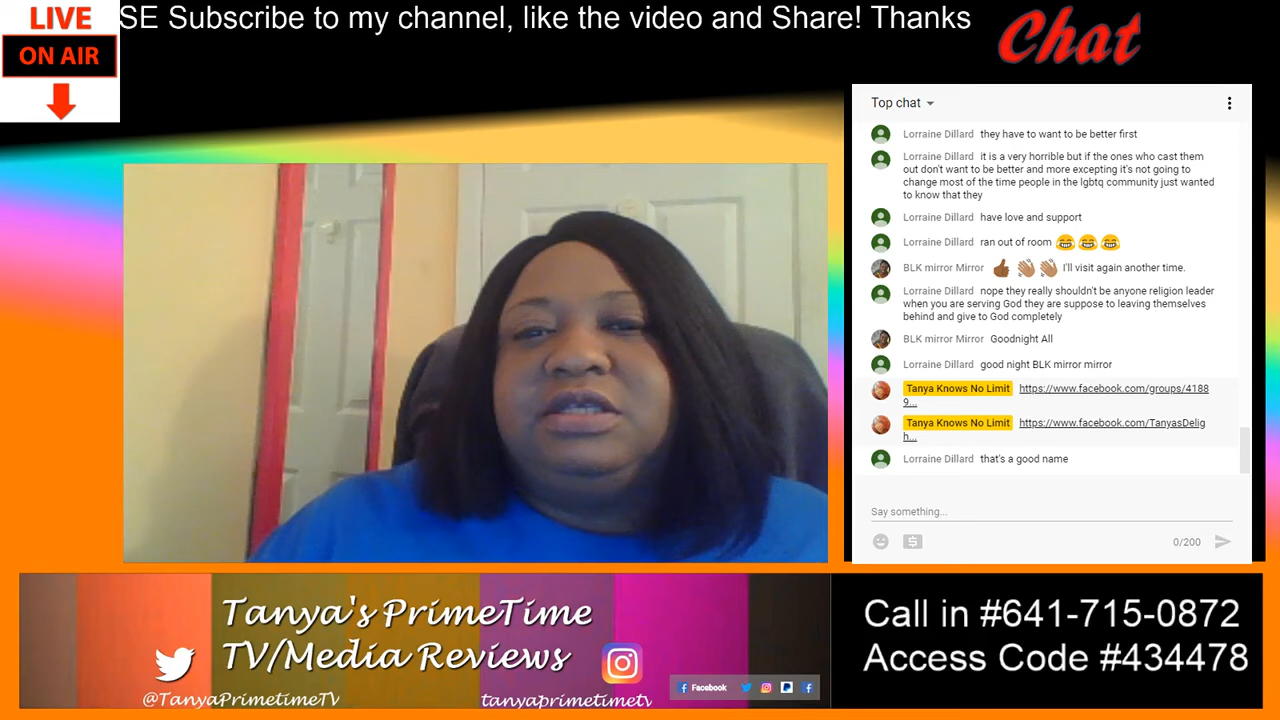 LIVE
ON AIR
SE Subscribe to my channel, like the video and Share! Thanks
Chat
Top chat
Lorraine Dillard they have to want to be better first
Lorraine Dillard it is a very horrible but if the ones who cast them
out don't want to be better and more excepting it's not going to
change most of the time people in the lgbtq community just wanted
to know that they
Lorraine Dillard have love and support
Lorraine Dillard ran out of room 😂 😂 😂
BLK mirror Mirror 👍🏽 👏🏽 👏🏽 I'll visit again another time.
Lorraine Dillard nope they really shouldn't be anyone religion leader
when you are serving God they are suppose to leaving themselves
behind and give to God completely
BLK mirror Mirror Goodnight All
Lorraine Dillard good night BLK mirror mirror
Tanya Knows No Limit https://www.facebook.com/groups/4188
9...
Tanya Knows No Limit https://www.facebook.com/TanyasDelig
h...
Lorraine Dillard that's a good name
Say something...
0/200
Tanya's PrimeTime
TV/Media Reviews
@TanyaPrimetimeTV
tanyaprimetimetv
Facebook
Call in #641-715-0872
Access Code #434478